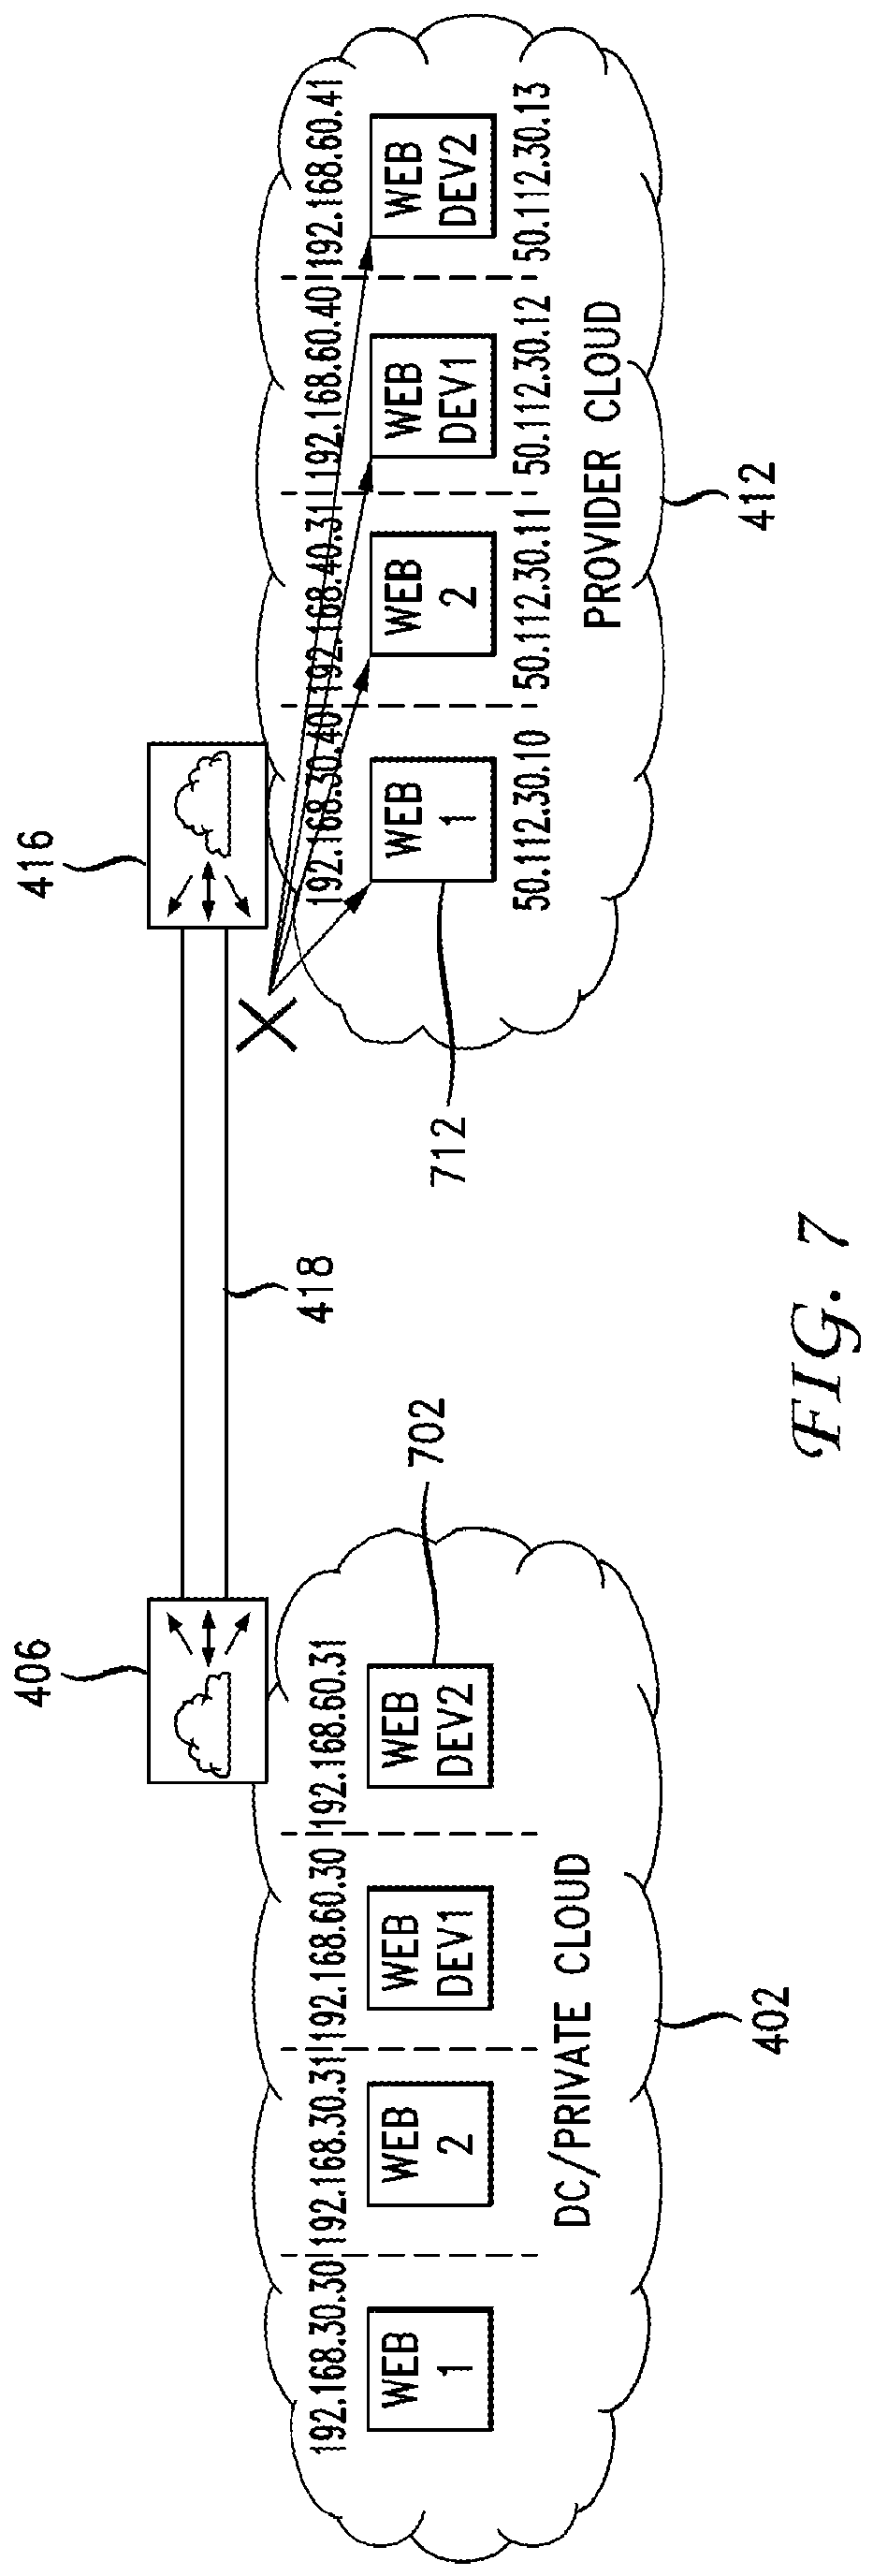 406
418
416
192.168.30.30
192.168.30.31
192.168.60.30
192.168.60.31
192.168.30.40
192.168.40.31
192.168.60.40
192.168.60.41
WEB
1
WEB
2
WEB
DEV1
WEB
DEV2
WEB
1
WEB
2
WEB
DEV1
WEB
DEV2
702
712
50.112.30.10
50.112.30.11
50.112.30.12
50.112.30.13
DC/PRIVATE CLOUD
PROVIDER CLOUD
402
412
FIG. 7